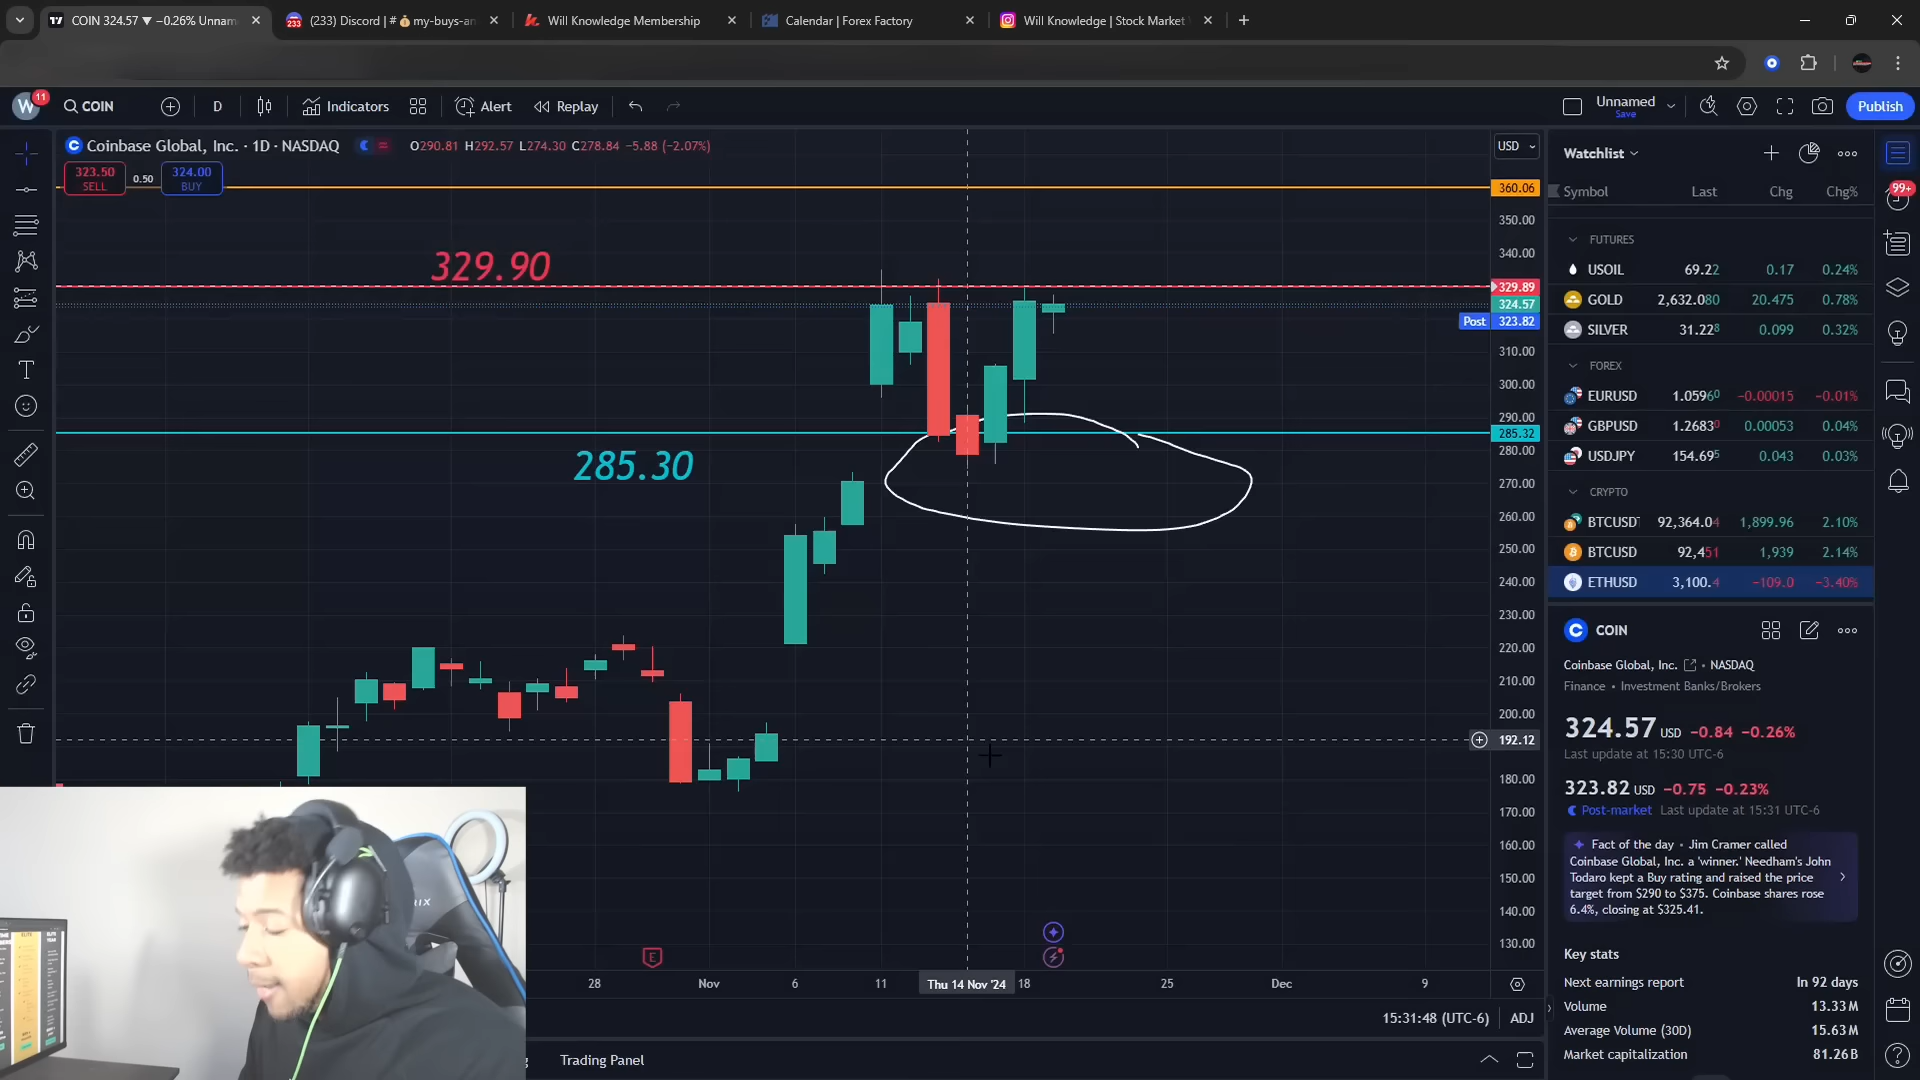 COIN 324.57 ▼ −0.26% Unnam
(233) Discord | # 💰my-buys-an
Will Knowledge Membership
Calendar | Forex Factory
Will Knowledge | Stock Market
W 11
COIN
D
Indicators
Alert
Replay
Unnamed
Save
Publish
Coinbase Global, Inc. · 1D · NASDAQ
O290.81 H292.57 L274.30 C278.84 −5.88 (−2.07%)
323.50
SELL
0.50
324.00
BUY
USD
329.90
285.30
360.06
350.00
340.00
329.89
324.57
Post 323.82
310.00
300.00
290.00
285.32
280.00
270.00
260.00
250.00
240.00
230.00
220.00
210.00
200.00
192.12
180.00
170.00
160.00
150.00
140.00
130.00
E
28
Nov
6
11
Thu 14 Nov '24
18
25
Dec
9
15:31:48 (UTC-6)
ADJ
Trading Panel
Watchlist
Symbol Last Chg Chg%
FUTURES
USOIL 69.22 0.17 0.24%
GOLD 2,632.080 20.475 0.78%
SILVER 31.228 0.099 0.32%
FOREX
EURUSD 1.05960 −0.00015 −0.01%
GBPUSD 1.26830 0.00053 0.04%
USDJPY 154.695 0.043 0.03%
CRYPTO
BTCUSDT 92,364.04 1,899.96 2.10%
BTCUSD 92,451 1,939 2.14%
ETHUSD 3,100.4 −109.0 −3.40%
COIN
Coinbase Global, Inc. • NASDAQ
Finance • Investment Banks/Brokers
324.57 USD −0.84 −0.26%
Last update at 15:30 UTC-6
323.82 USD −0.75 −0.23%
Post-market Last update at 15:31 UTC-6
Fact of the day • Jim Cramer called
Coinbase Global, Inc. a 'winner.' Needham's John
Todaro kept a Buy rating and raised the price
target from $290 to $375. Coinbase shares rose
6.4%, closing at $325.41.
Key stats
Next earnings report In 92 days
Volume 13.33M
Average Volume (30D) 15.63M
Market capitalization 81.26B
99+